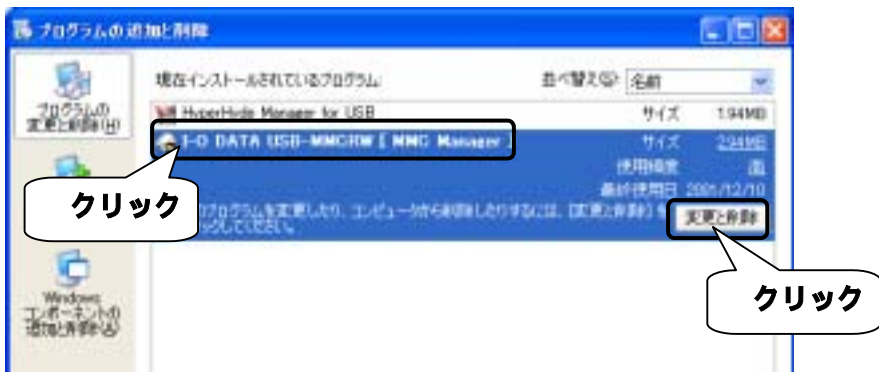 プログラムの追加と削除
現在インストールされているプログラム:
並べ替え(S):
名前
プログラムの
変更と削除(H)
HyperHyde Manager for USB
サイズ
1.94MB
I-O DATA USB-MMCRW [ MMC Manager ]
サイズ
2.94MB
使用頻度
高
最終使用日
2001/12/10
クリック
プログラムを変更したり、コンピュータから削除したりするには、[変更と削除] を
クしてください。
変更と削除
クリック
Windows
コンポーネントの
追加と削除(A)